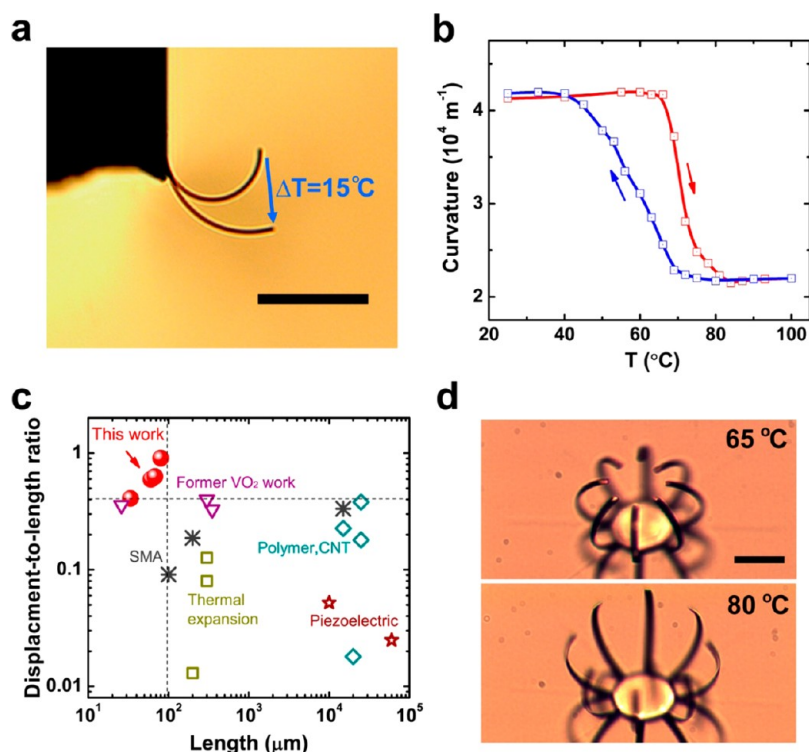 a
ΔT=15°C
b
Curvature (10⁴ m⁻¹)
4
3
2
20
40
60
80
100
T (°C)
c
Displacment-to-length ratio
1
0.1
0.01
This work
Former VO₂ work
SMA
Polymer,CNT
Thermal
expansion
Piezoelectric
10¹
10²
10³
10⁴
10⁵
Length (μm)
d
65 °C
80 °C